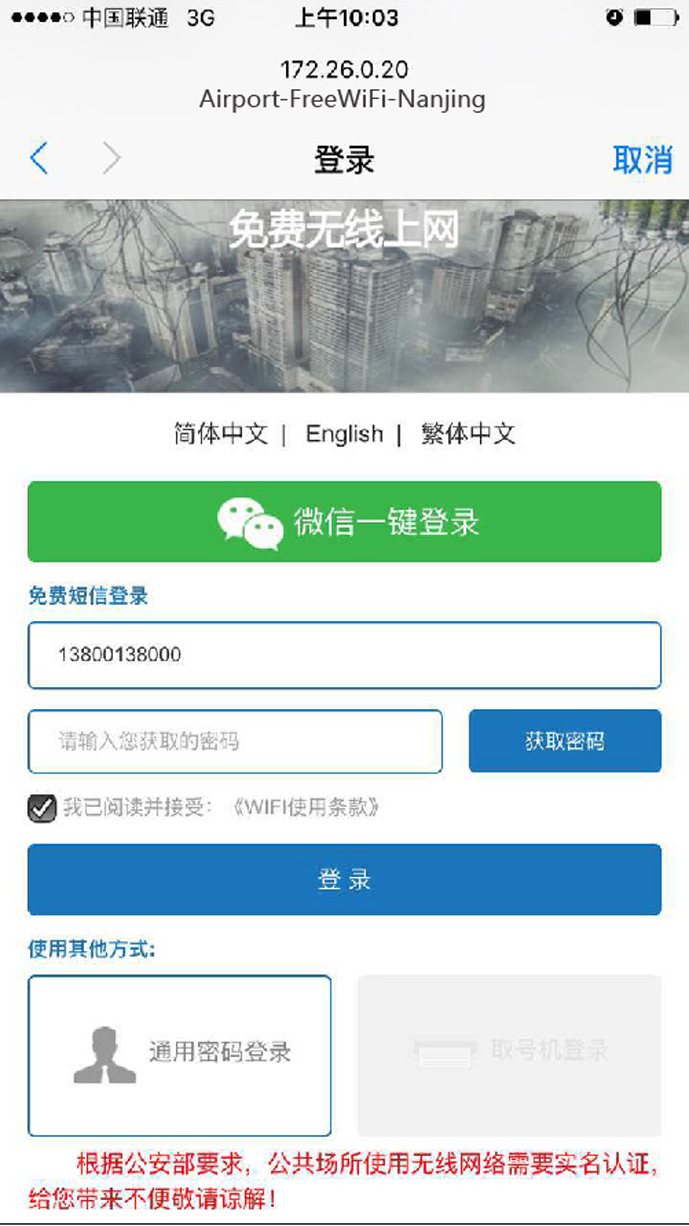 中国联通 3G 上午10:03
172.26.0.20
Airport-FreeWiFi-Nanjing
登录 取消
免费无线上网
简体中文 | English | 繁体中文
微信一键登录
免费短信登录
13800138000
请输入您获取的密码 获取密码
我已阅读并接受：《WIFI使用条款》
登 录
使用其他方式:
通用密码登录 取号机登录
根据公安部要求，公共场所使用无线网络需要实名认证，
给您带来不便敬请谅解！